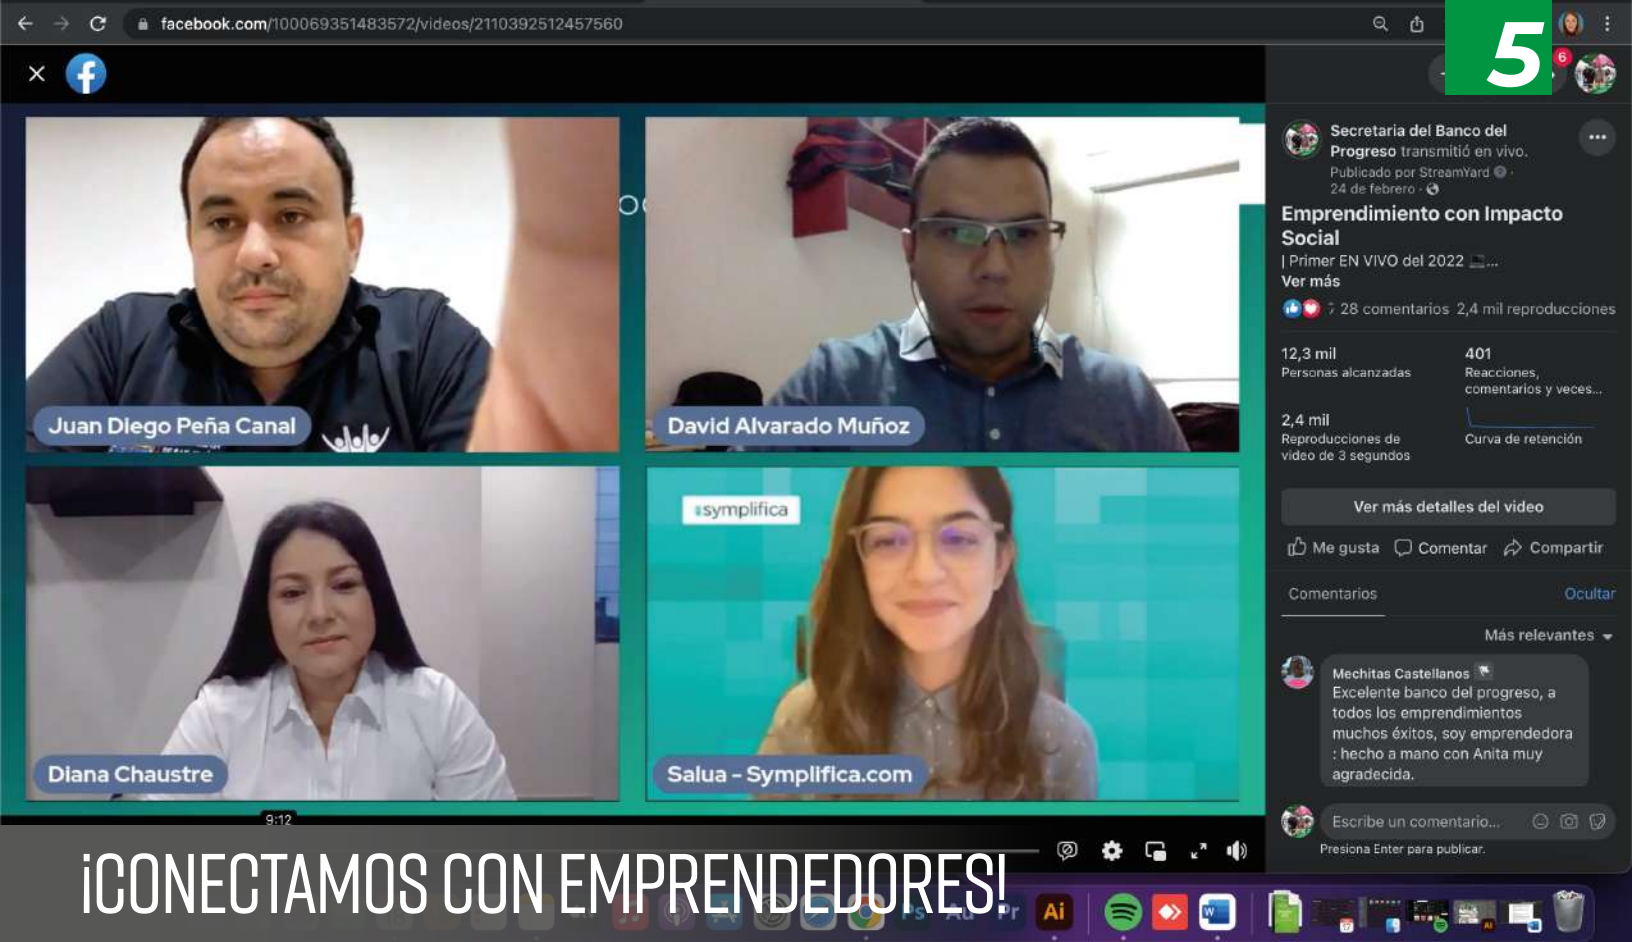 facebook.com/100069351483572/videos/2110392512457560
5
6
Secretaria del Banco del
Progreso transmitió en vivo.
Publicado por StreamYard
24 de febrero
Emprendimiento con Impacto
Social
| Primer EN VIVO del 2022 ...
Ver más
28 comentarios 2,4 mil reproducciones
12,3 mil
Personas alcanzadas
401
Reacciones,
comentarios y veces...
2,4 mil
Reproducciones de
video de 3 segundos
Curva de retención
Ver más detalles del video
Me gusta Comentar Compartir
Comentarios Ocultar
Más relevantes
Mechitas Castellanos
Excelente banco del progreso, a
todos los emprendimientos
muchos éxitos, soy emprendedora
: hecho a mano con Anita muy
agradecida.
Escribe un comentario...
Presiona Enter para publicar.
Juan Diego Peña Canal
David Alvarado Muñoz
symplifica
Diana Chaustre
Salua - Symplifica.com
9:12
¡CONECTAMOS CON EMPRENDEDORES!
Ps Au Pr Ai W
17